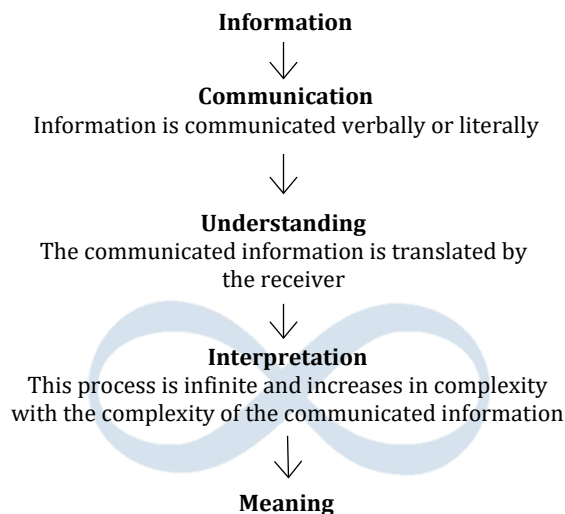 Information
Communication
Information is communicated verbally or literally
Understanding
The communicated information is translated by
the receiver
Interpretation
This process is infinite and increases in complexity
with the complexity of the communicated information
Meaning